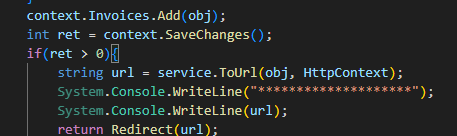 context.Invoices.Add(obj);
int ret = context.SaveChanges();
if(ret > 0){
string url = service.ToUrl(obj, HttpContext);
System.Console.WriteLine("********************");
System.Console.WriteLine(url);
return Redirect(url);